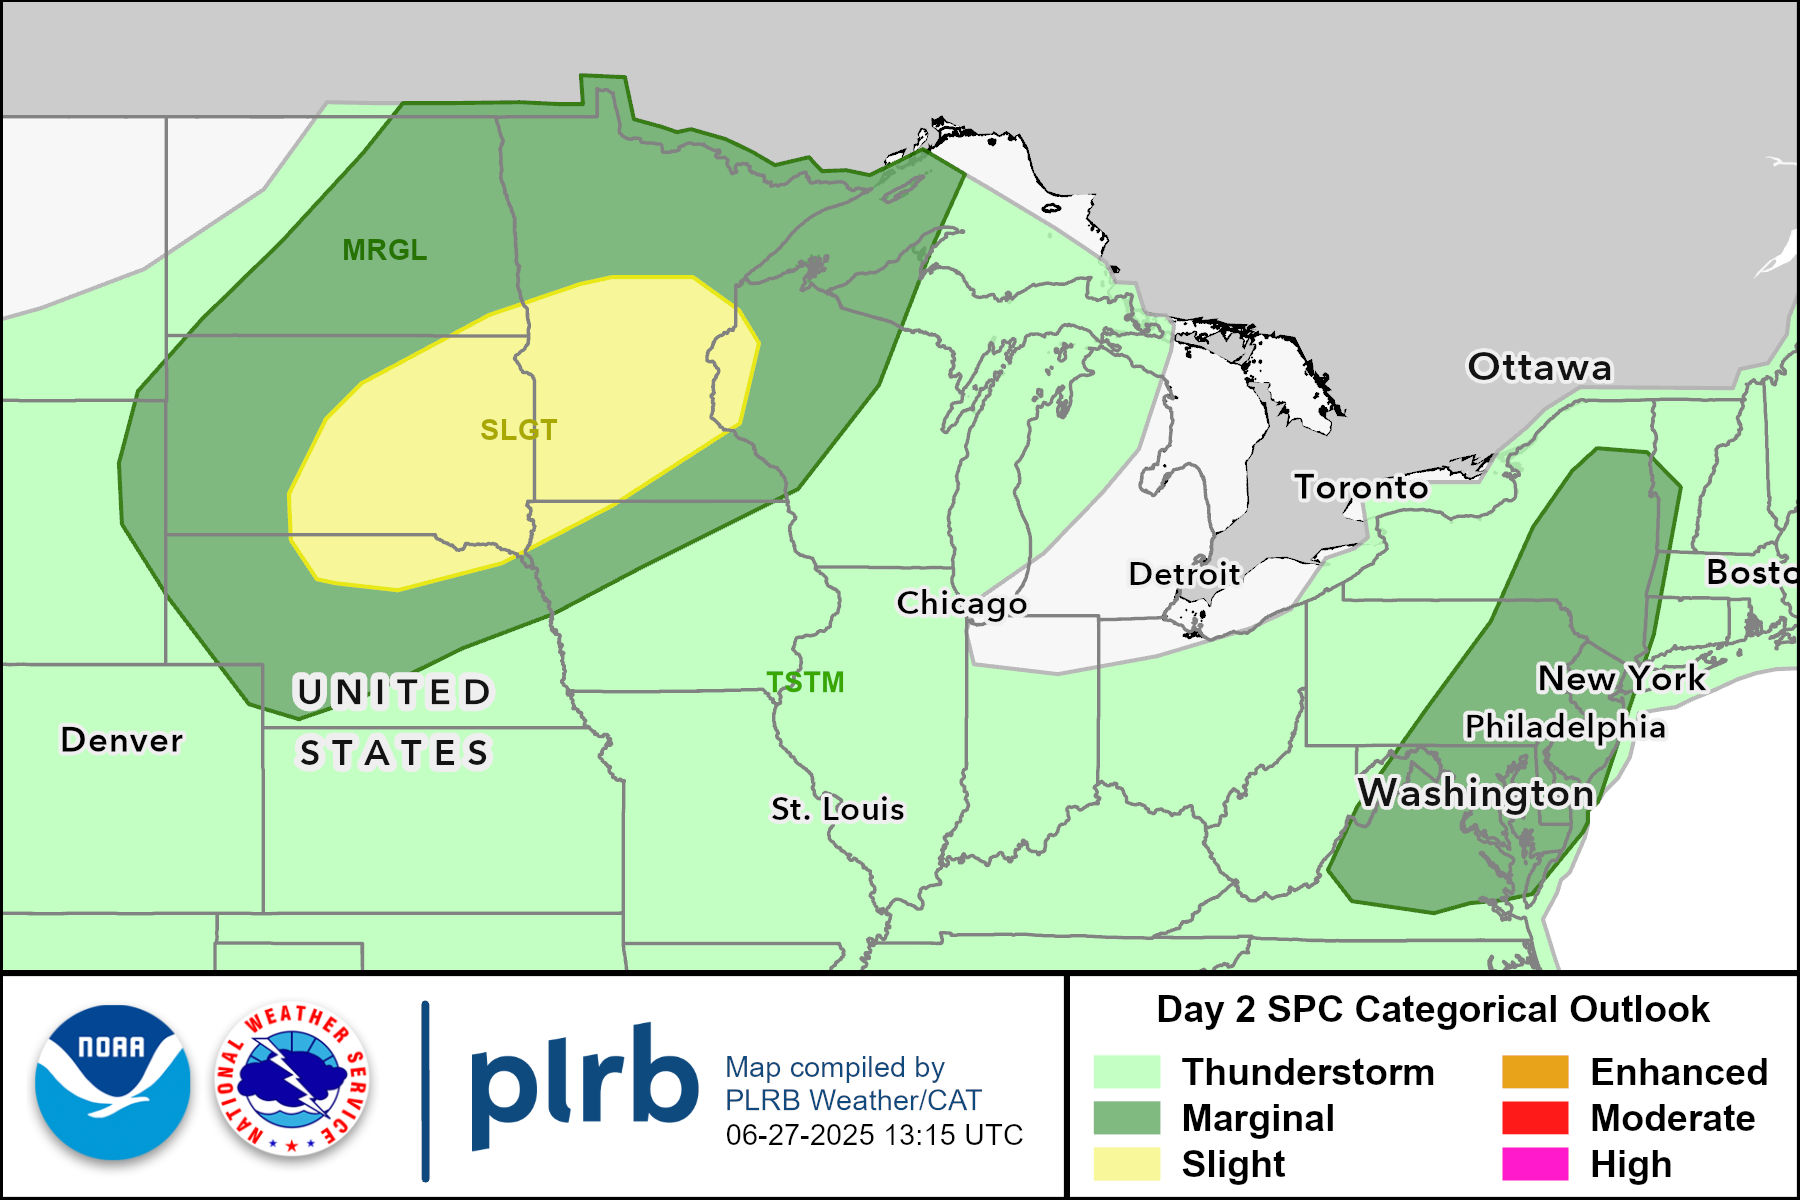 MRGL
Ottawa
SLGT
Toronto
Detroit
Bosto
Chicago
UNITED
STATES
TSTM
New York
Philadelphia
Denver
Washington
St. Louis
NOAA
NATIONAL WEATHER SERVICE
plrb
Map compiled by
PLRB Weather/CAT
06-27-2025 13:15 UTC
Day 2 SPC Categorical Outlook
Thunderstorm
Marginal
Slight
Enhanced
Moderate
High